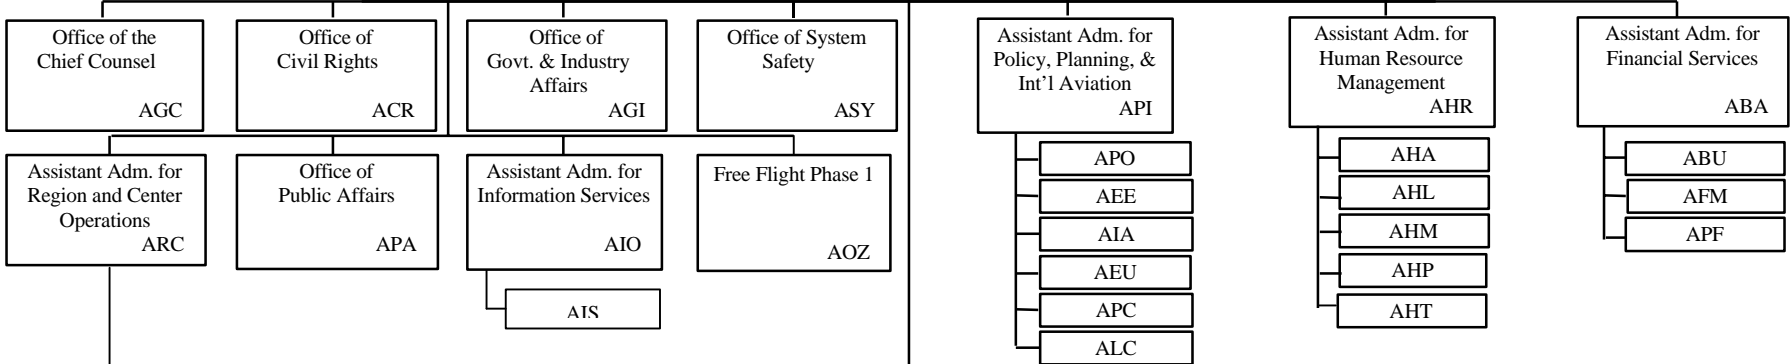 Office of the
Chief Counsel
AGC
Office of
Civil Rights
ACR
Office of
Govt. & Industry
Affairs
AGI
Office of System
Safety
ASY
Assistant Adm. for
Policy, Planning, &
Int’l Aviation
API
Assistant Adm. for
Human Resource
Management
AHR
Assistant Adm. for
Financial Services
ABA
Assistant Adm. for
Region and Center
Operations
ARC
Office of
Public Affairs
APA
Assistant Adm. for
Information Services
AIO
Free Flight Phase 1
AOZ
AIS
APO
AEE
AIA
AEU
APC
ALC
AHA
AHL
AHM
AHP
AHT
ABU
AFM
APF